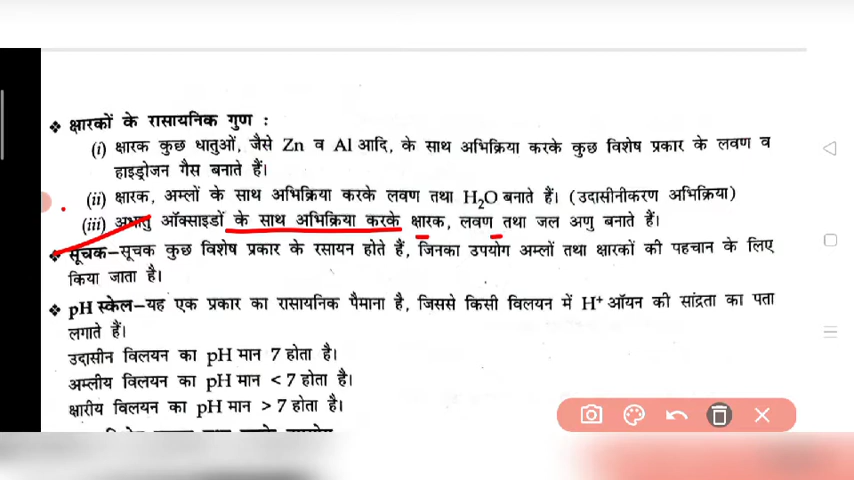 ❖ क्षारकों के रासायनिक गुण :
(i) क्षारक कुछ धातुओं, जैसे Zn व Al आदि, के साथ अभिक्रिया करके कुछ विशेष प्रकार के लवण व
हाइड्रोजन गैस बनाते हैं।
(ii) क्षारक, अम्लों के साथ अभिक्रिया करके लवण तथा H₂O बनाते हैं। (उदासीनीकरण अभिक्रिया)
(iii) अधातु ऑक्साइडों के साथ अभिक्रिया करके क्षारक, लवण तथा जल अणु बनाते हैं।
❖ सूचक–सूचक कुछ विशेष प्रकार के रसायन होते हैं, जिनका उपयोग अम्लों तथा क्षारकों की पहचान के लिए
किया जाता है।
❖ pH स्केल–यह एक प्रकार का रासायनिक पैमाना है, जिससे किसी विलयन में H⁺ ऑयन की सांद्रता का पता
लगाते हैं।
उदासीन विलयन का pH मान 7 होता है।
अम्लीय विलयन का pH मान < 7 होता है।
क्षारीय विलयन का pH मान > 7 होता है।